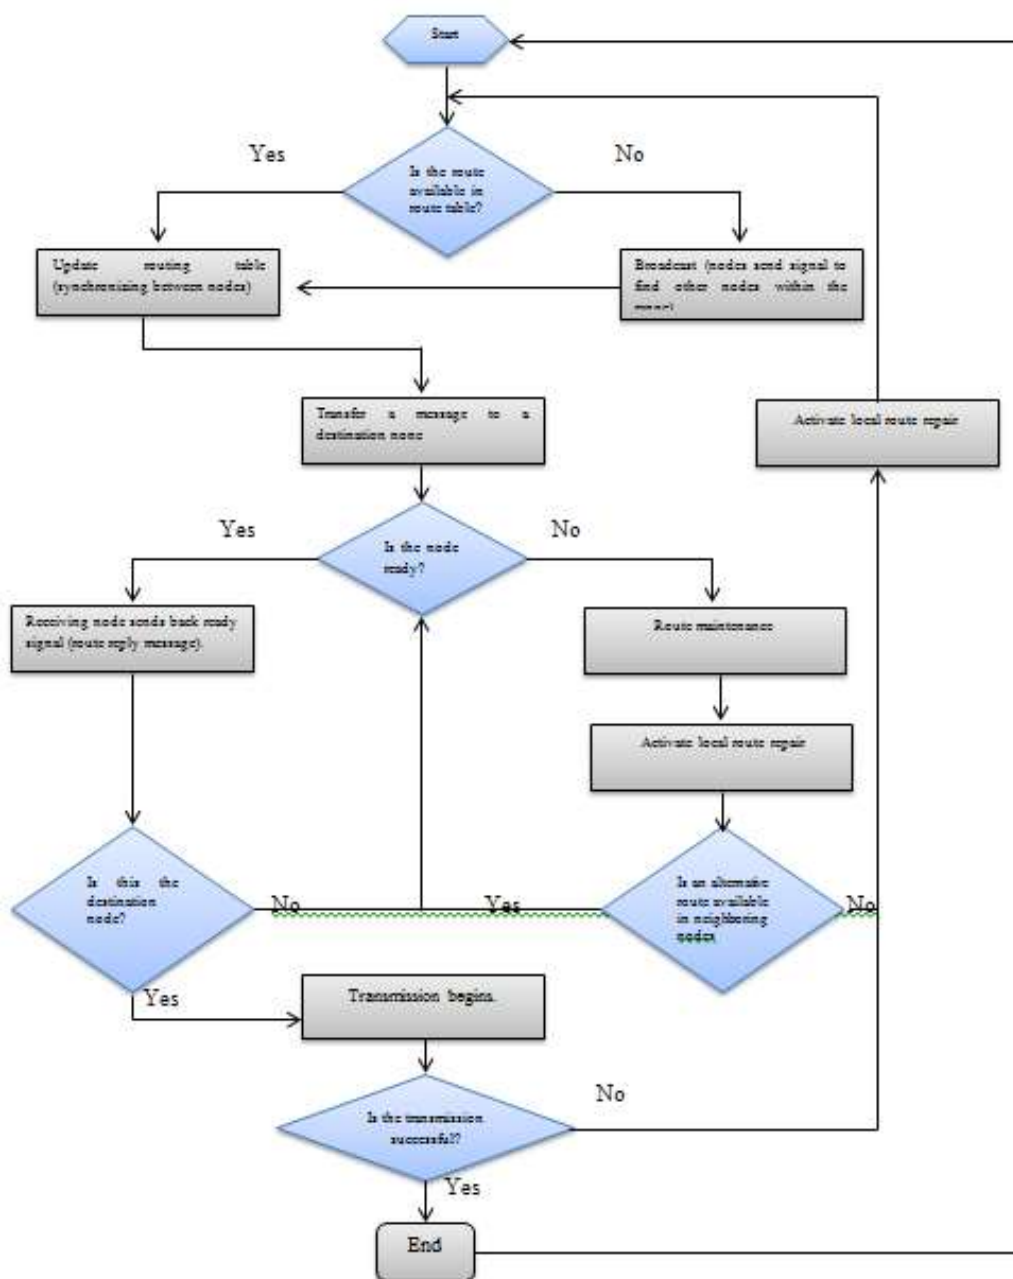 Start
Yes
No
Is the route
available in
route table?
Update routing table
(synchronizing between nodes)
Broadcast (nodes send signal to
find other nodes within the
Transfer a message to a
destination none
Activate local route repair
Yes
No
Is the node
ready?
Receiving node sends back ready
signal (route reply message).
Route maintenance
Activate local route repair
Is this the
destination
node?
No
Yes
Is an alternative
route available
in neighboring
nodes
No
Yes
Transmission begins.
No
Is the transmission
successful?
Yes
End